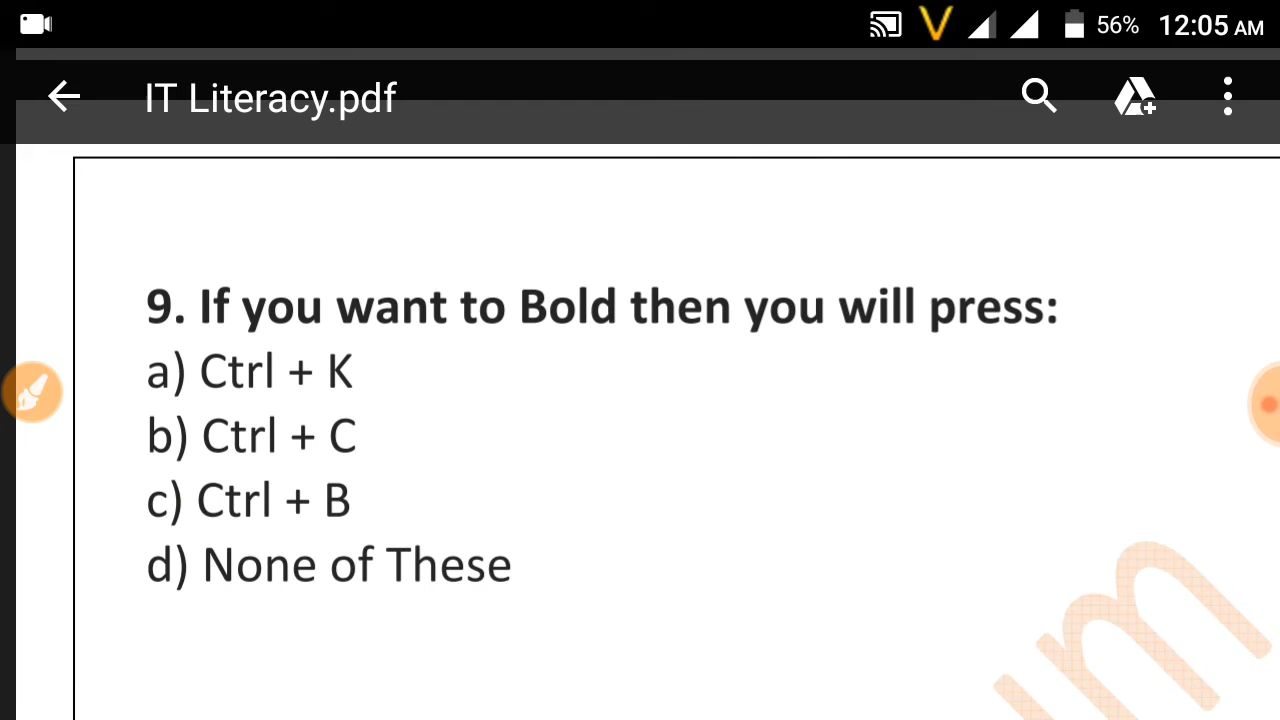 56% 12:05 AM
IT Literacy.pdf
9. If you want to Bold then you will press:
a) Ctrl + K
b) Ctrl + C
c) Ctrl + B
d) None of These
m